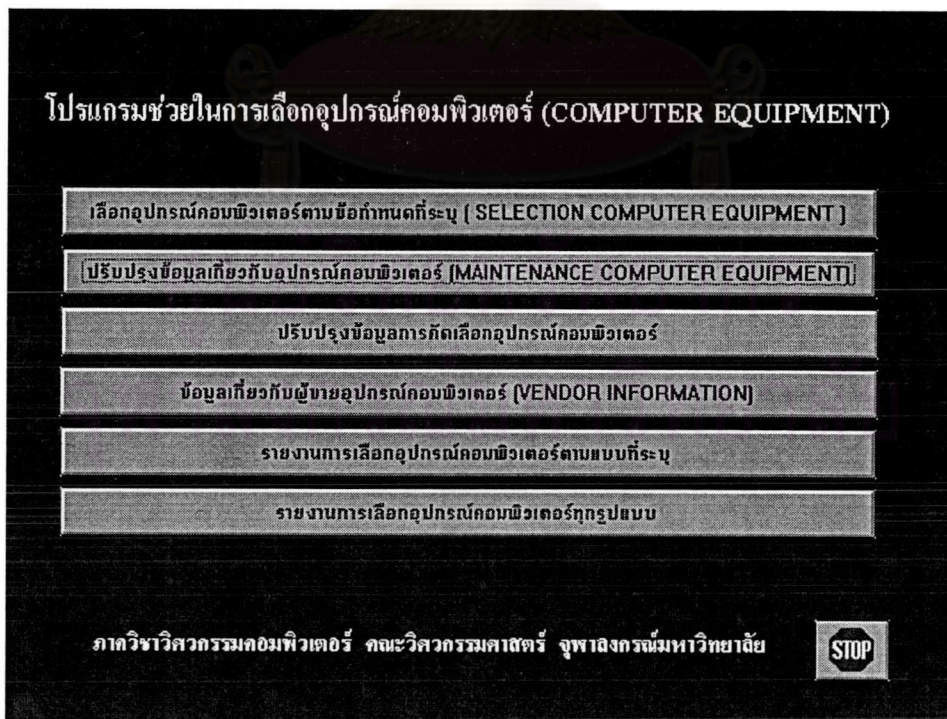 โปรแกรมช่วยในการเลือกอุปกรณ์คอมพิวเตอร์ (COMPUTER EQUIPMENT)
เลือกอุปกรณ์คอมพิวเตอร์ตามข้อกำหนดที่ระบุ ( SELECTION COMPUTER EQUIPMENT )
ปรับปรุงข้อมูลเกี่ยวกับอุปกรณ์คอมพิวเตอร์ (MAINTENANCE COMPUTER EQUIPMENT)
ปรับปรุงข้อมูลการคัดเลือกอุปกรณ์คอมพิวเตอร์
ข้อมูลเกี่ยวกับผู้ขายอุปกรณ์คอมพิวเตอร์ (VENDOR INFORMATION)
รายงานการเลือกอุปกรณ์คอมพิวเตอร์ตามแบบที่ระบุ
รายงานการเลือกอุปกรณ์คอมพิวเตอร์ทุกรูปแบบ
ภาควิชาวิศวกรรมคอมพิวเตอร์ คณะวิศวกรรมศาสตร์ จุฬาลงกรณ์มหาวิทยาลัย
STOP